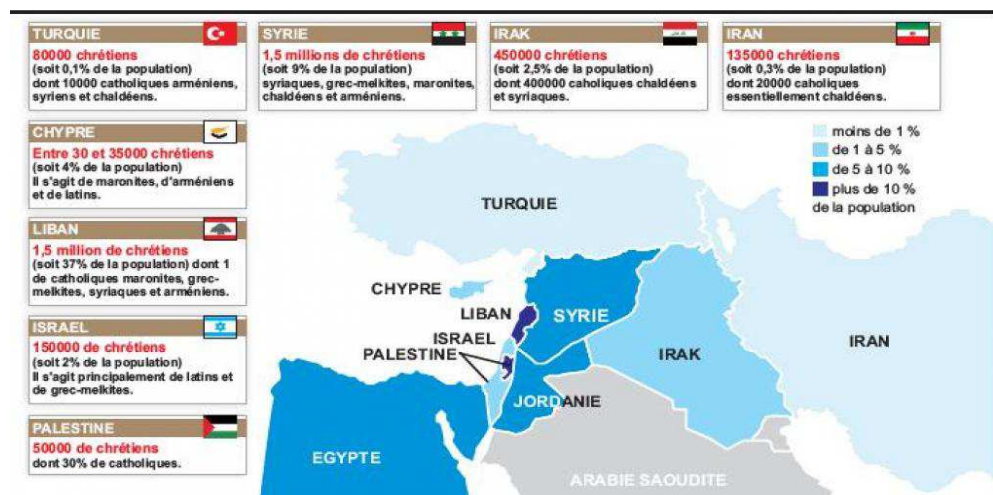 TURQUIE
80000 chrétiens
(soit 0,1% de la population)
dont 10000 catholiques arméniens,
syriens et chaldéens.
SYRIE
1,5 millions de chrétiens
(soit 9% de la population)
syriaques, grec-melkites, maronites,
chaldéens et arméniens.
IRAK
450000 chrétiens
(soit 2,5% de la population)
dont 400000 caholiques chaldéens
et syriaques.
IRAN
135000 chrétiens
(soit 0,3% de la population)
dont 20000 caholiques
essentiellement chaldéens.
CHYPRE
Entre 30 et 35000 chrétiens
(soit 4% de la population)
Il s'agit de maronites, d'arméniens
et de latins.
LIBAN
1,5 million de chrétiens
(soit 37% de la population) dont 1
de catholiques maronites, grec-
melkites, syriaques et arméniens.
ISRAEL
150000 de chrétiens
(soit 2% de la population)
Il s'agit principalement de latins et
de grec-melkites.
PALESTINE
50000 de chrétiens
dont 30% de catholiques.
moins de 1 %
de 1 à 5 %
de 5 à 10 %
plus de 10 %
de la population
TURQUIE
CHYPRE
LIBAN
SYRIE
ISRAEL
PALESTINE
IRAK
IRAN
JORDANIE
EGYPTE
ARABIE SAOUDITE